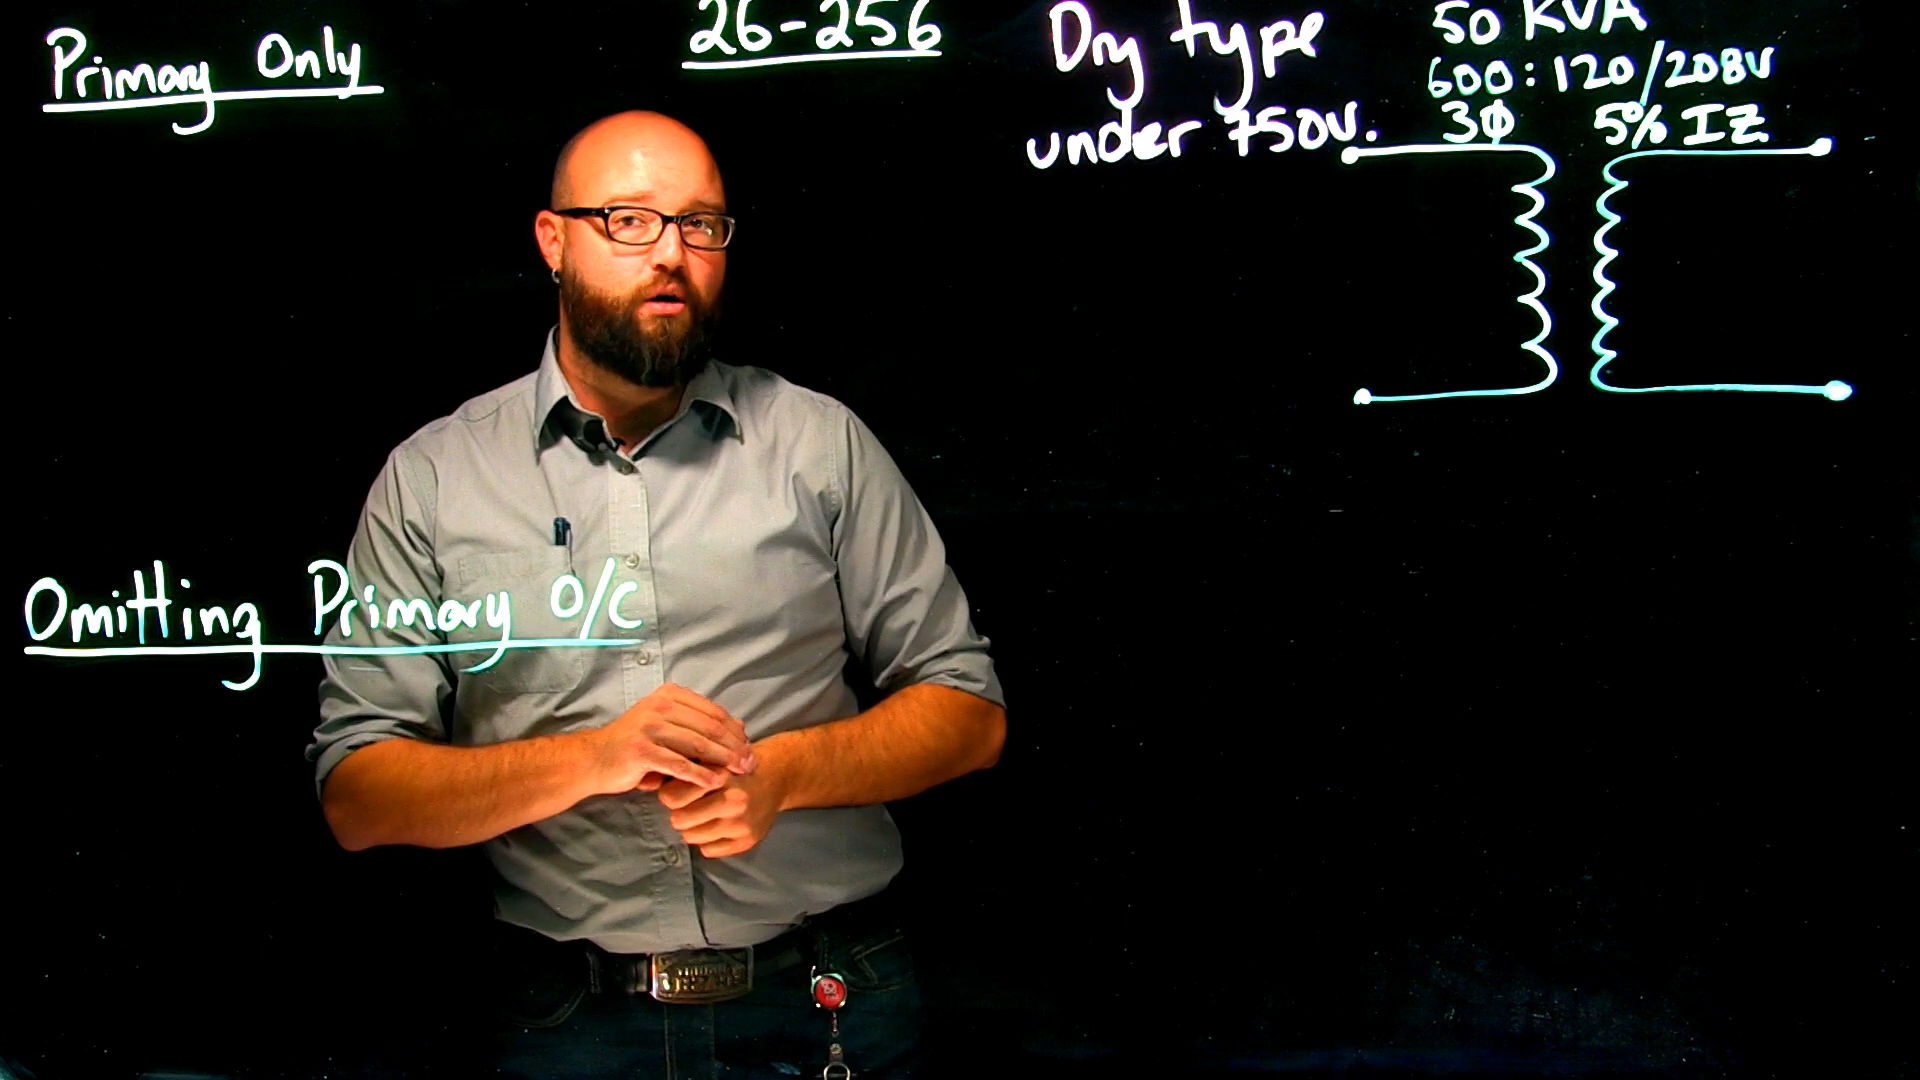 Primary Only
26-256
Dry type
under 750V.
50 KVA
600:120/208V
3Φ 5% IZ
Omitting Primary O/C